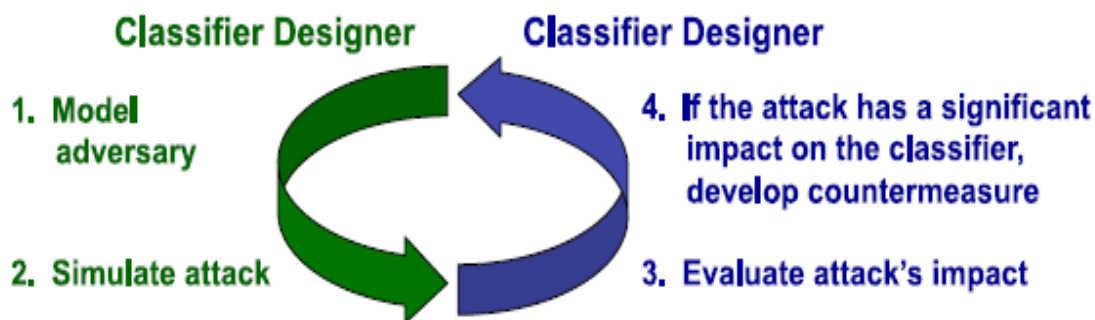 Classifier Designer
1. Model
adversary
2. Simulate attack
Classifier Designer
4. If the attack has a significant
impact on the classifier,
develop countermeasure
3. Evaluate attack's impact